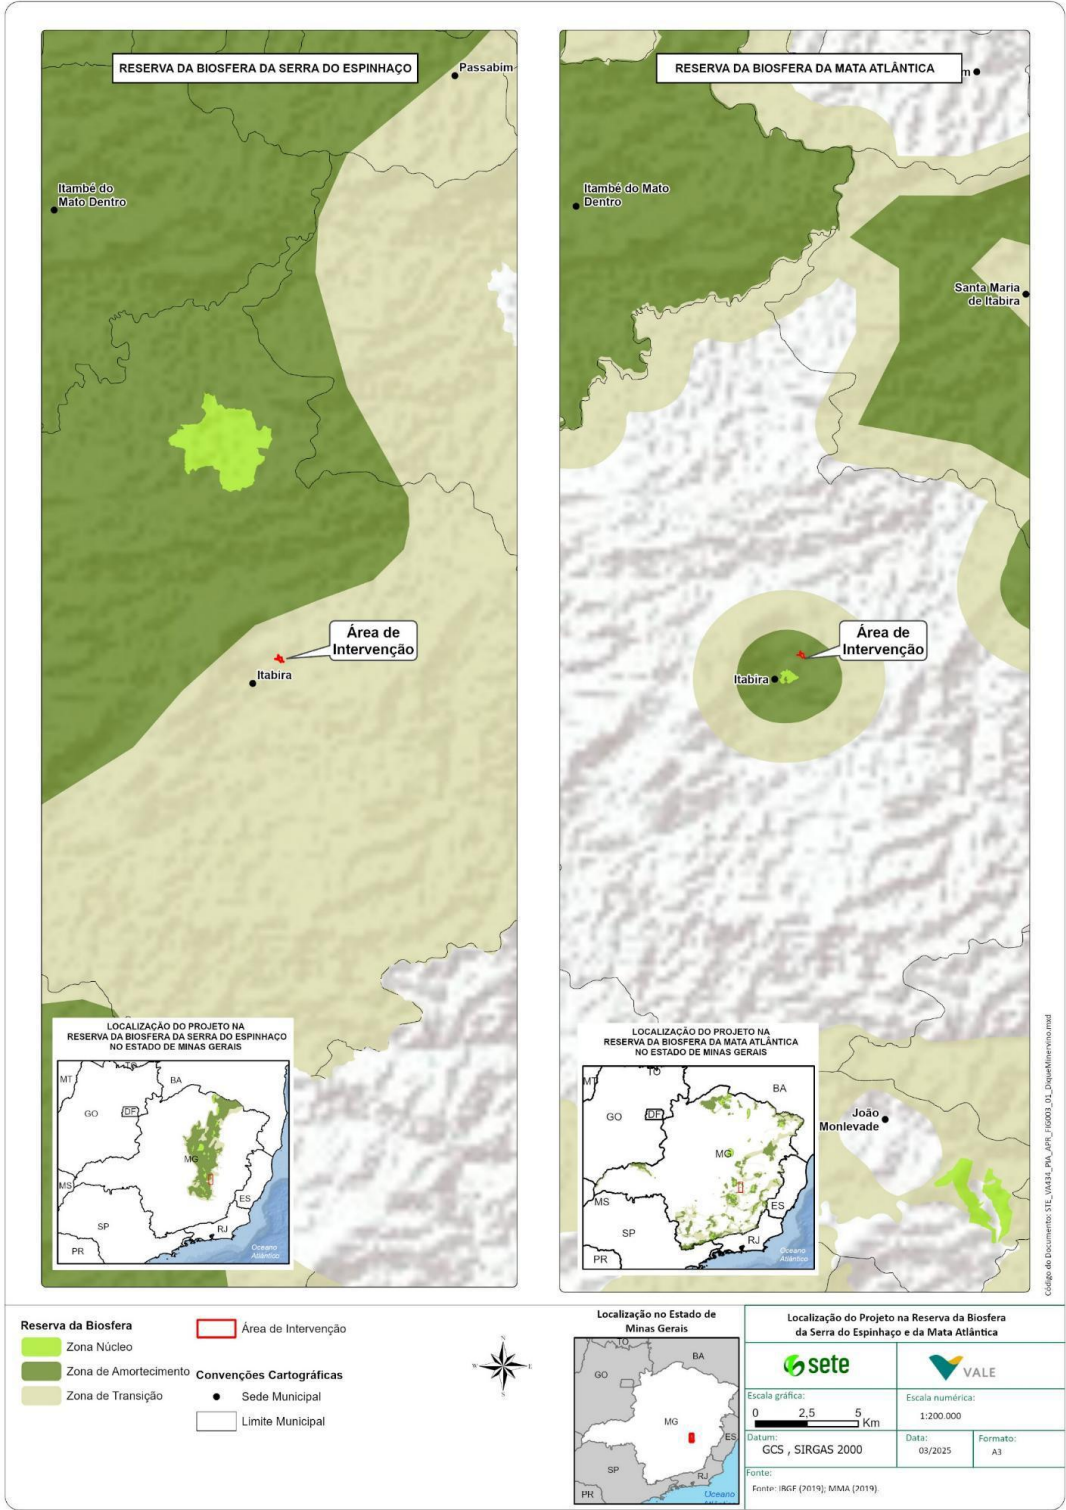 RESERVA DA BIOSFERA DA SERRA DO ESPINHAÇO
Passabim
Itambé do
Mato Dentro
Área de
Intervenção
Itabira
LOCALIZAÇÃO DO PROJETO NA
RESERVA DA BIOSFERA DA SERRA DO ESPINHAÇO
NO ESTADO DE MINAS GERAIS
TO
MT
BA
GO
DF
MG
MS
ES
SP
RJ
PR
Oceano
Atlântico
RESERVA DA BIOSFERA DA MATA ATLÂNTICA
m
Itambé do Mato
Dentro
Santa Maria
de Itabira
Área de
Intervenção
Itabira
LOCALIZAÇÃO DO PROJETO NA
RESERVA DA BIOSFERA DA MATA ATLÂNTICA
NO ESTADO DE MINAS GERAIS
TO
MT
BA
GO
DF
MG
MS
ES
SP
RJ
PR
Oceano
Atlântico
João
Monlevade
Código do Documento: STE_VA434_PIA_APR_FIG003_01_DiqueMinervino.mxd
Reserva da Biosfera
Zona Núcleo
Zona de Amortecimento
Zona de Transição
Área de Intervenção
Convenções Cartográficas
Sede Municipal
Limite Municipal
N
W
E
S
Localização no Estado de
Minas Gerais
TO
BA
GO
MG
ES
SP
RJ
PR
Oceano
Localização do Projeto na Reserva da Biosfera
da Serra do Espinhaço e da Mata Atlântica
sete
VALE
Escala gráfica:
0 2,5 5
Km
Escala numérica:
1:200.000
Datum:
GCS , SIRGAS 2000
Data:
03/2025
Formato:
A3
Fonte:
Fonte: IBGE (2019); MMA (2019).